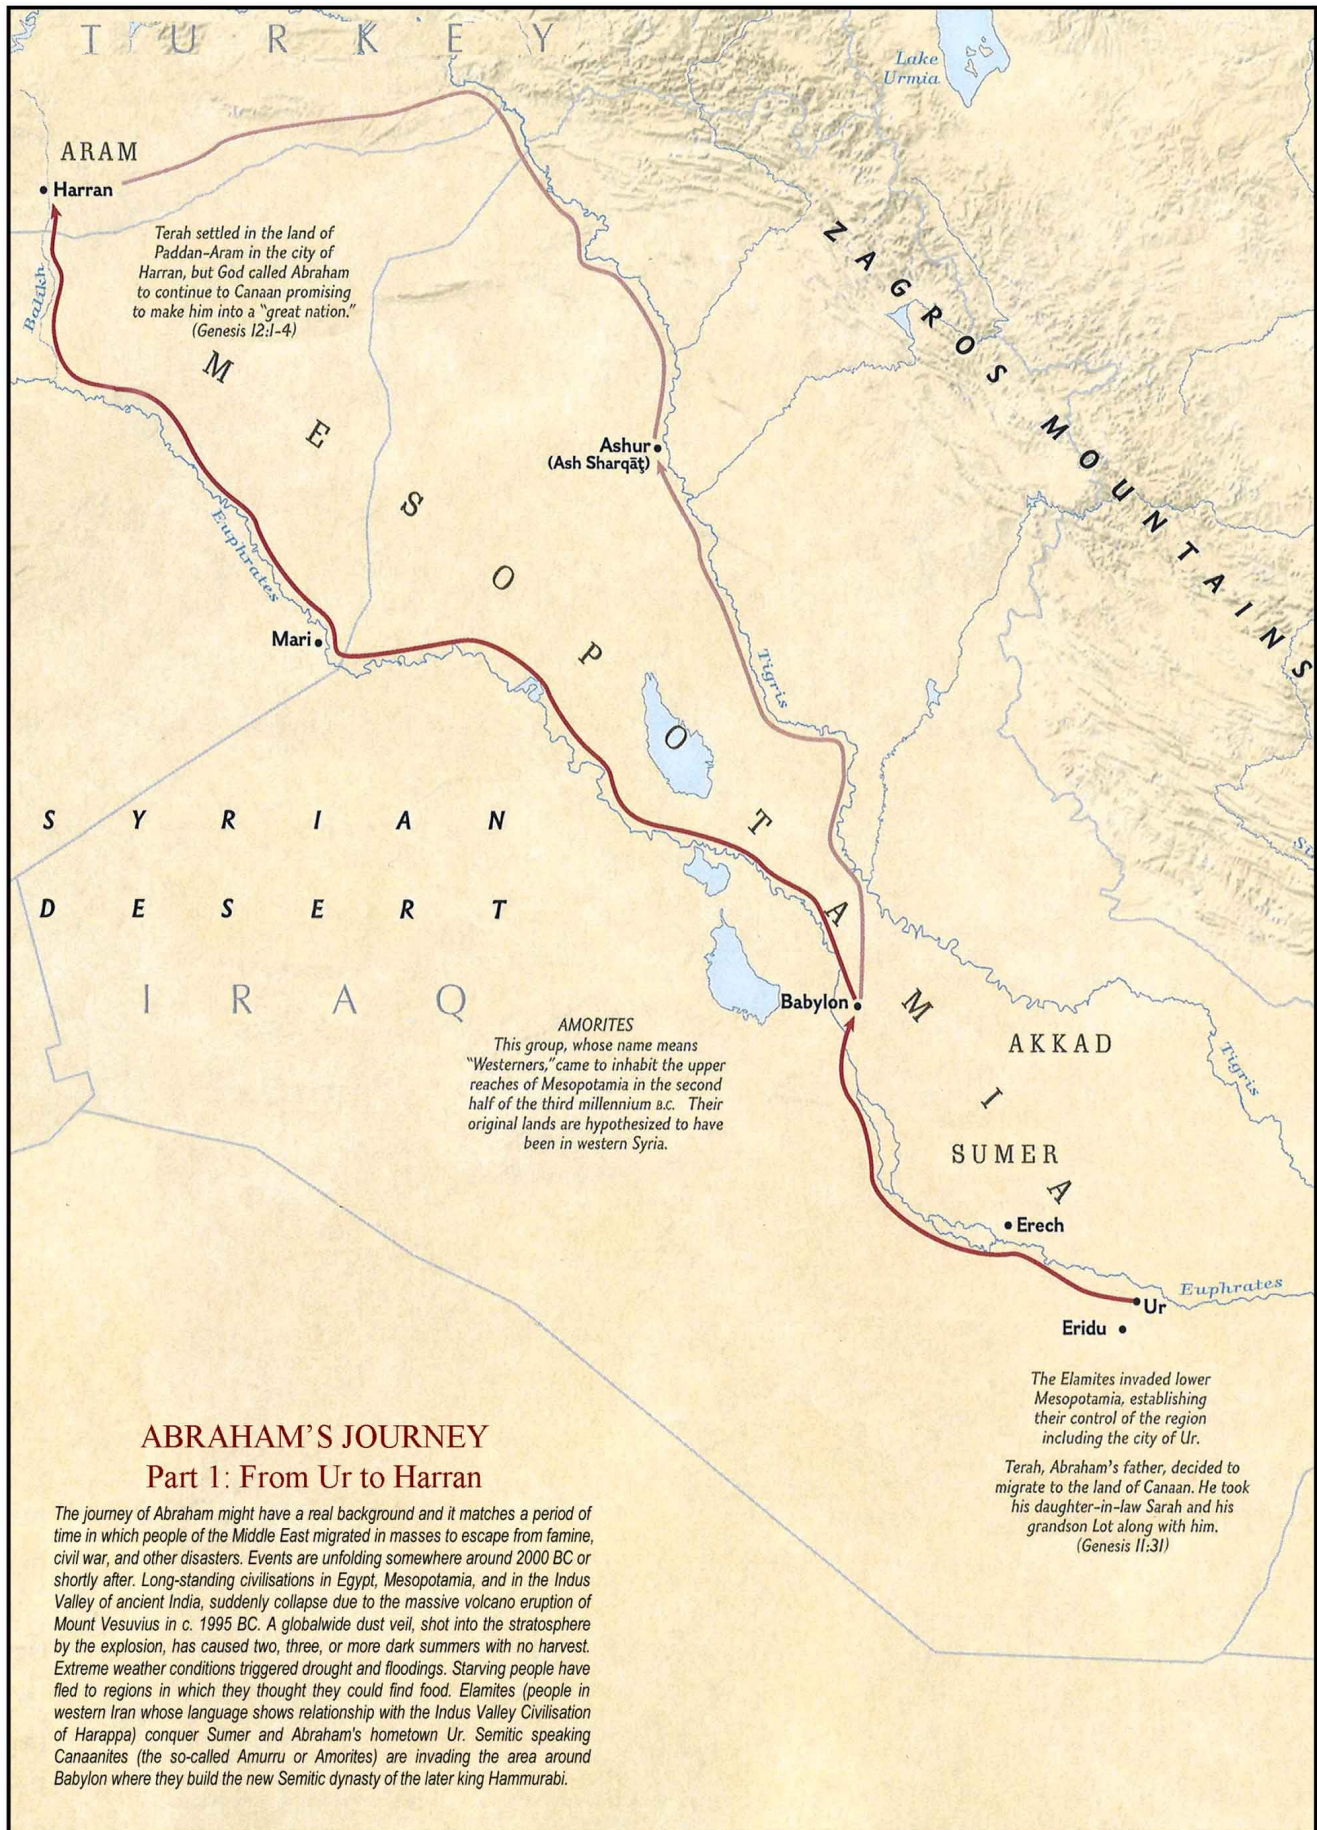 TURKEY
Lake
Urmia
ARAM
Harran
Terah settled in the land of
Paddan-Aram in the city of
Harran, but God called Abraham
to continue to Canaan promising
to make him into a "great nation."
(Genesis 12:1-4)
Balikh
ZAGROS MOUNTAINS
MESOPOTAMIA
Ashur
(Ash Sharqāţ)
Euphrates
Mari
Tigris
SYRIAN
DESERT
IRAQ
Babylon
AMORITES
This group, whose name means
"Westerners," came to inhabit the upper
reaches of Mesopotamia in the second
half of the third millennium B.C. Their
original lands are hypothesized to have
been in western Syria.
AKKAD
Tigris
SUMER
Erech
Euphrates
Ur
Eridu
The Elamites invaded lower
Mesopotamia, establishing
their control of the region
including the city of Ur.
Terah, Abraham's father, decided to
migrate to the land of Canaan. He took
his daughter-in-law Sarah and his
grandson Lot along with him.
(Genesis 11:31)
ABRAHAM'S JOURNEY
Part 1: From Ur to Harran
The journey of Abraham might have a real background and it matches a period of
time in which people of the Middle East migrated in masses to escape from famine,
civil war, and other disasters. Events are unfolding somewhere around 2000 BC or
shortly after. Long-standing civilisations in Egypt, Mesopotamia, and in the Indus
Valley of ancient India, suddenly collapse due to the massive volcano eruption of
Mount Vesuvius in c. 1995 BC. A globalwide dust veil, shot into the stratosphere
by the explosion, has caused two, three, or more dark summers with no harvest.
Extreme weather conditions triggered drought and floodings. Starving people have
fled to regions in which they thought they could find food. Elamites (people in
western Iran whose language shows relationship with the Indus Valley Civilisation
of Harappa) conquer Sumer and Abraham's hometown Ur. Semitic speaking
Canaanites (the so-called Amurru or Amorites) are invading the area around
Babylon where they build the new Semitic dynasty of the later king Hammurabi.